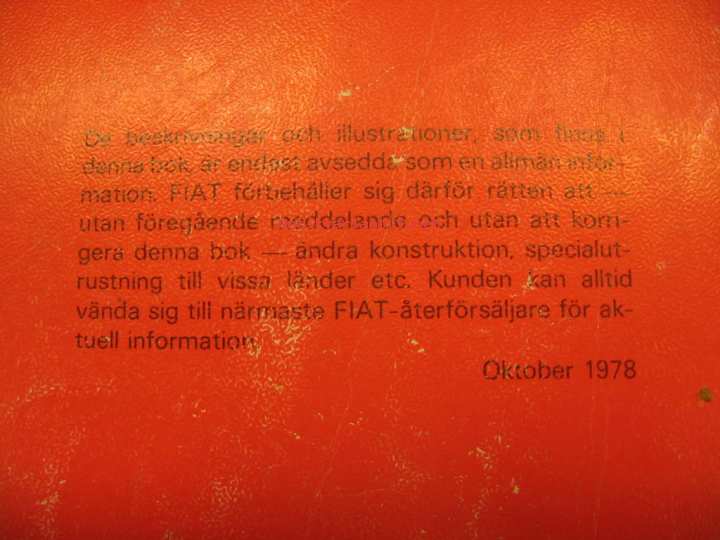 De beskrivningar och illustrationer, som finns i
denna bok, är endast avsedda som en allmän infor-
mation. FIAT förbehåller sig därför rätten att —
utan föregående meddelande och utan att korri-
gera denna bok — ändra konstruktion, specialut-
rustning till vissa länder etc. Kunden kan alltid
vända sig till närmaste FIAT-återförsäljare för ak-
tuell information.
Oktober 1978